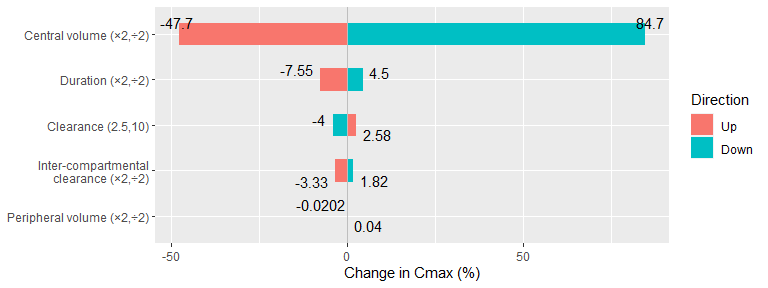 Central volume (×2,÷2)
-47.7
84.7
Duration (×2,÷2)
-7.55
4.5
Clearance (2.5,10)
-4
2.58
Inter-compartmental
clearance (×2,÷2)
-3.33
1.82
Peripheral volume (×2,÷2)
-0.0202
0.04
-50
0
50
Change in Cmax (%)
Direction
Up
Down